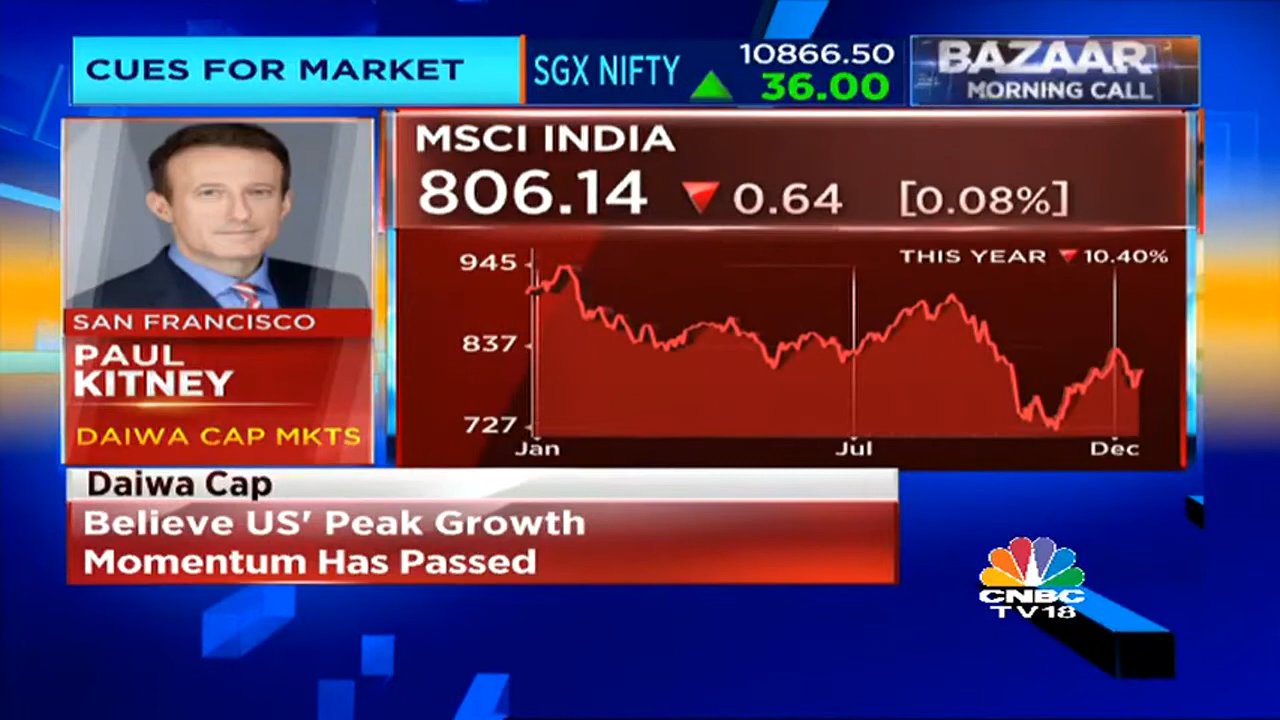 CUES FOR MARKET
SGX NIFTY
10866.50
36.00
BAZAAR
MORNING CALL
MSCI INDIA
806.14 0.64 [0.08%]
THIS YEAR 10.40%
945
837
727
Jan Jul Dec
SAN FRANCISCO
PAUL
KITNEY
DAIWA CAP MKTS
Daiwa Cap
Believe US' Peak Growth
Momentum Has Passed
CNBC
TV18